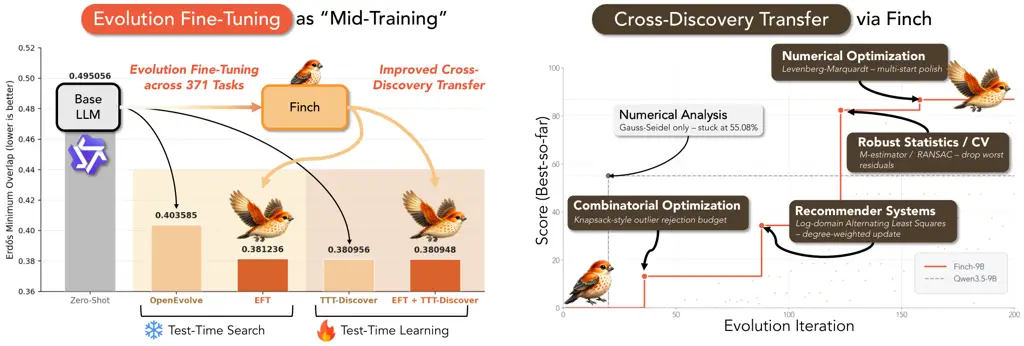 Evolution Fine-Tuning as “Mid-Training”
0.52
0.50
0.48
0.46
0.44
0.42
0.40
0.38
0.36
Erdős Minimum Overlap (lower is better)
0.495056
Base
LLM
Evolution Fine-Tuning
across 371 Tasks
Finch
Improved Cross-
Discovery Transfer
0.403585
0.381236
0.380956
0.380948
Zero-Shot
OpenEvolve
EFT
TTT-Discover
EFT + TTT-Discover
Test-Time Search
Test-Time Learning
Cross-Discovery Transfer via Finch
100
80
60
40
20
0
Score (Best-so-far)
Numerical Optimization
Levenberg-Marquardt – multi-start polish
Numerical Analysis
Gauss-Seidel only – stuck at 55.08%
Robust Statistics / CV
M-estimator / RANSAC – drop worst
residuals
Combinatorial Optimization
Knapsack-style outlier rejection budget
Recommender Systems
Log-domain Alternating Least Squares
– degree-weighted update
Finch-9B
Qwen3.5-9B
0
50
100
150
200
Evolution Iteration